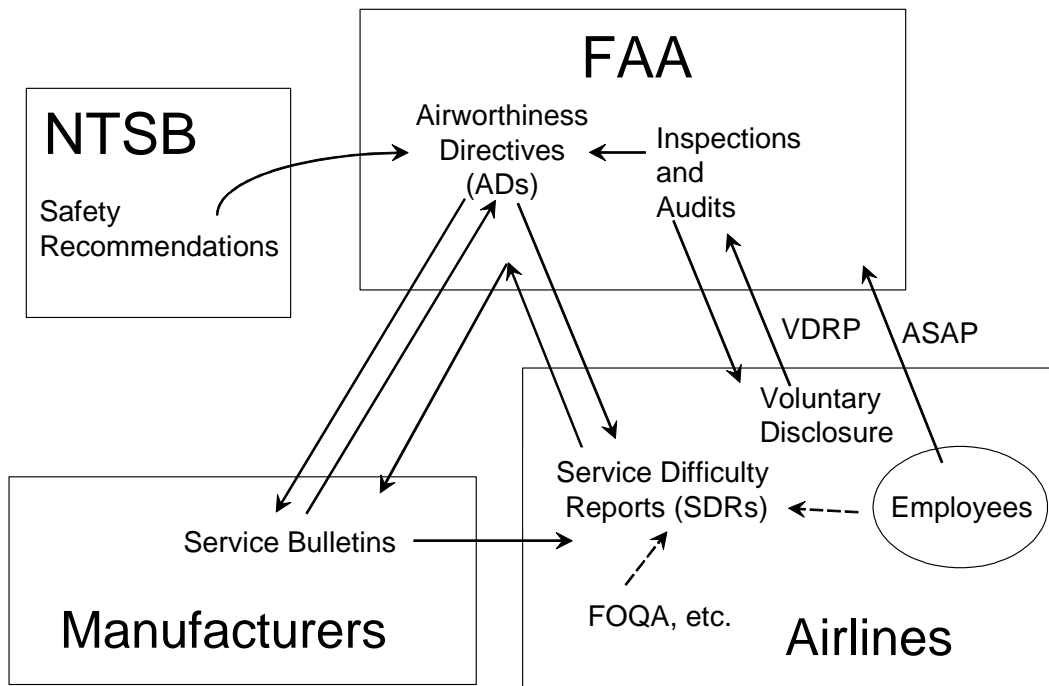 FAA
NTSB
Airworthiness
Directives
(ADs)
Inspections
and
Audits
Safety
Recommendations
VDRP
ASAP
Voluntary
Disclosure
Service Difficulty
Reports (SDRs)
Employees
Service Bulletins
FOQA, etc.
Manufacturers
Airlines